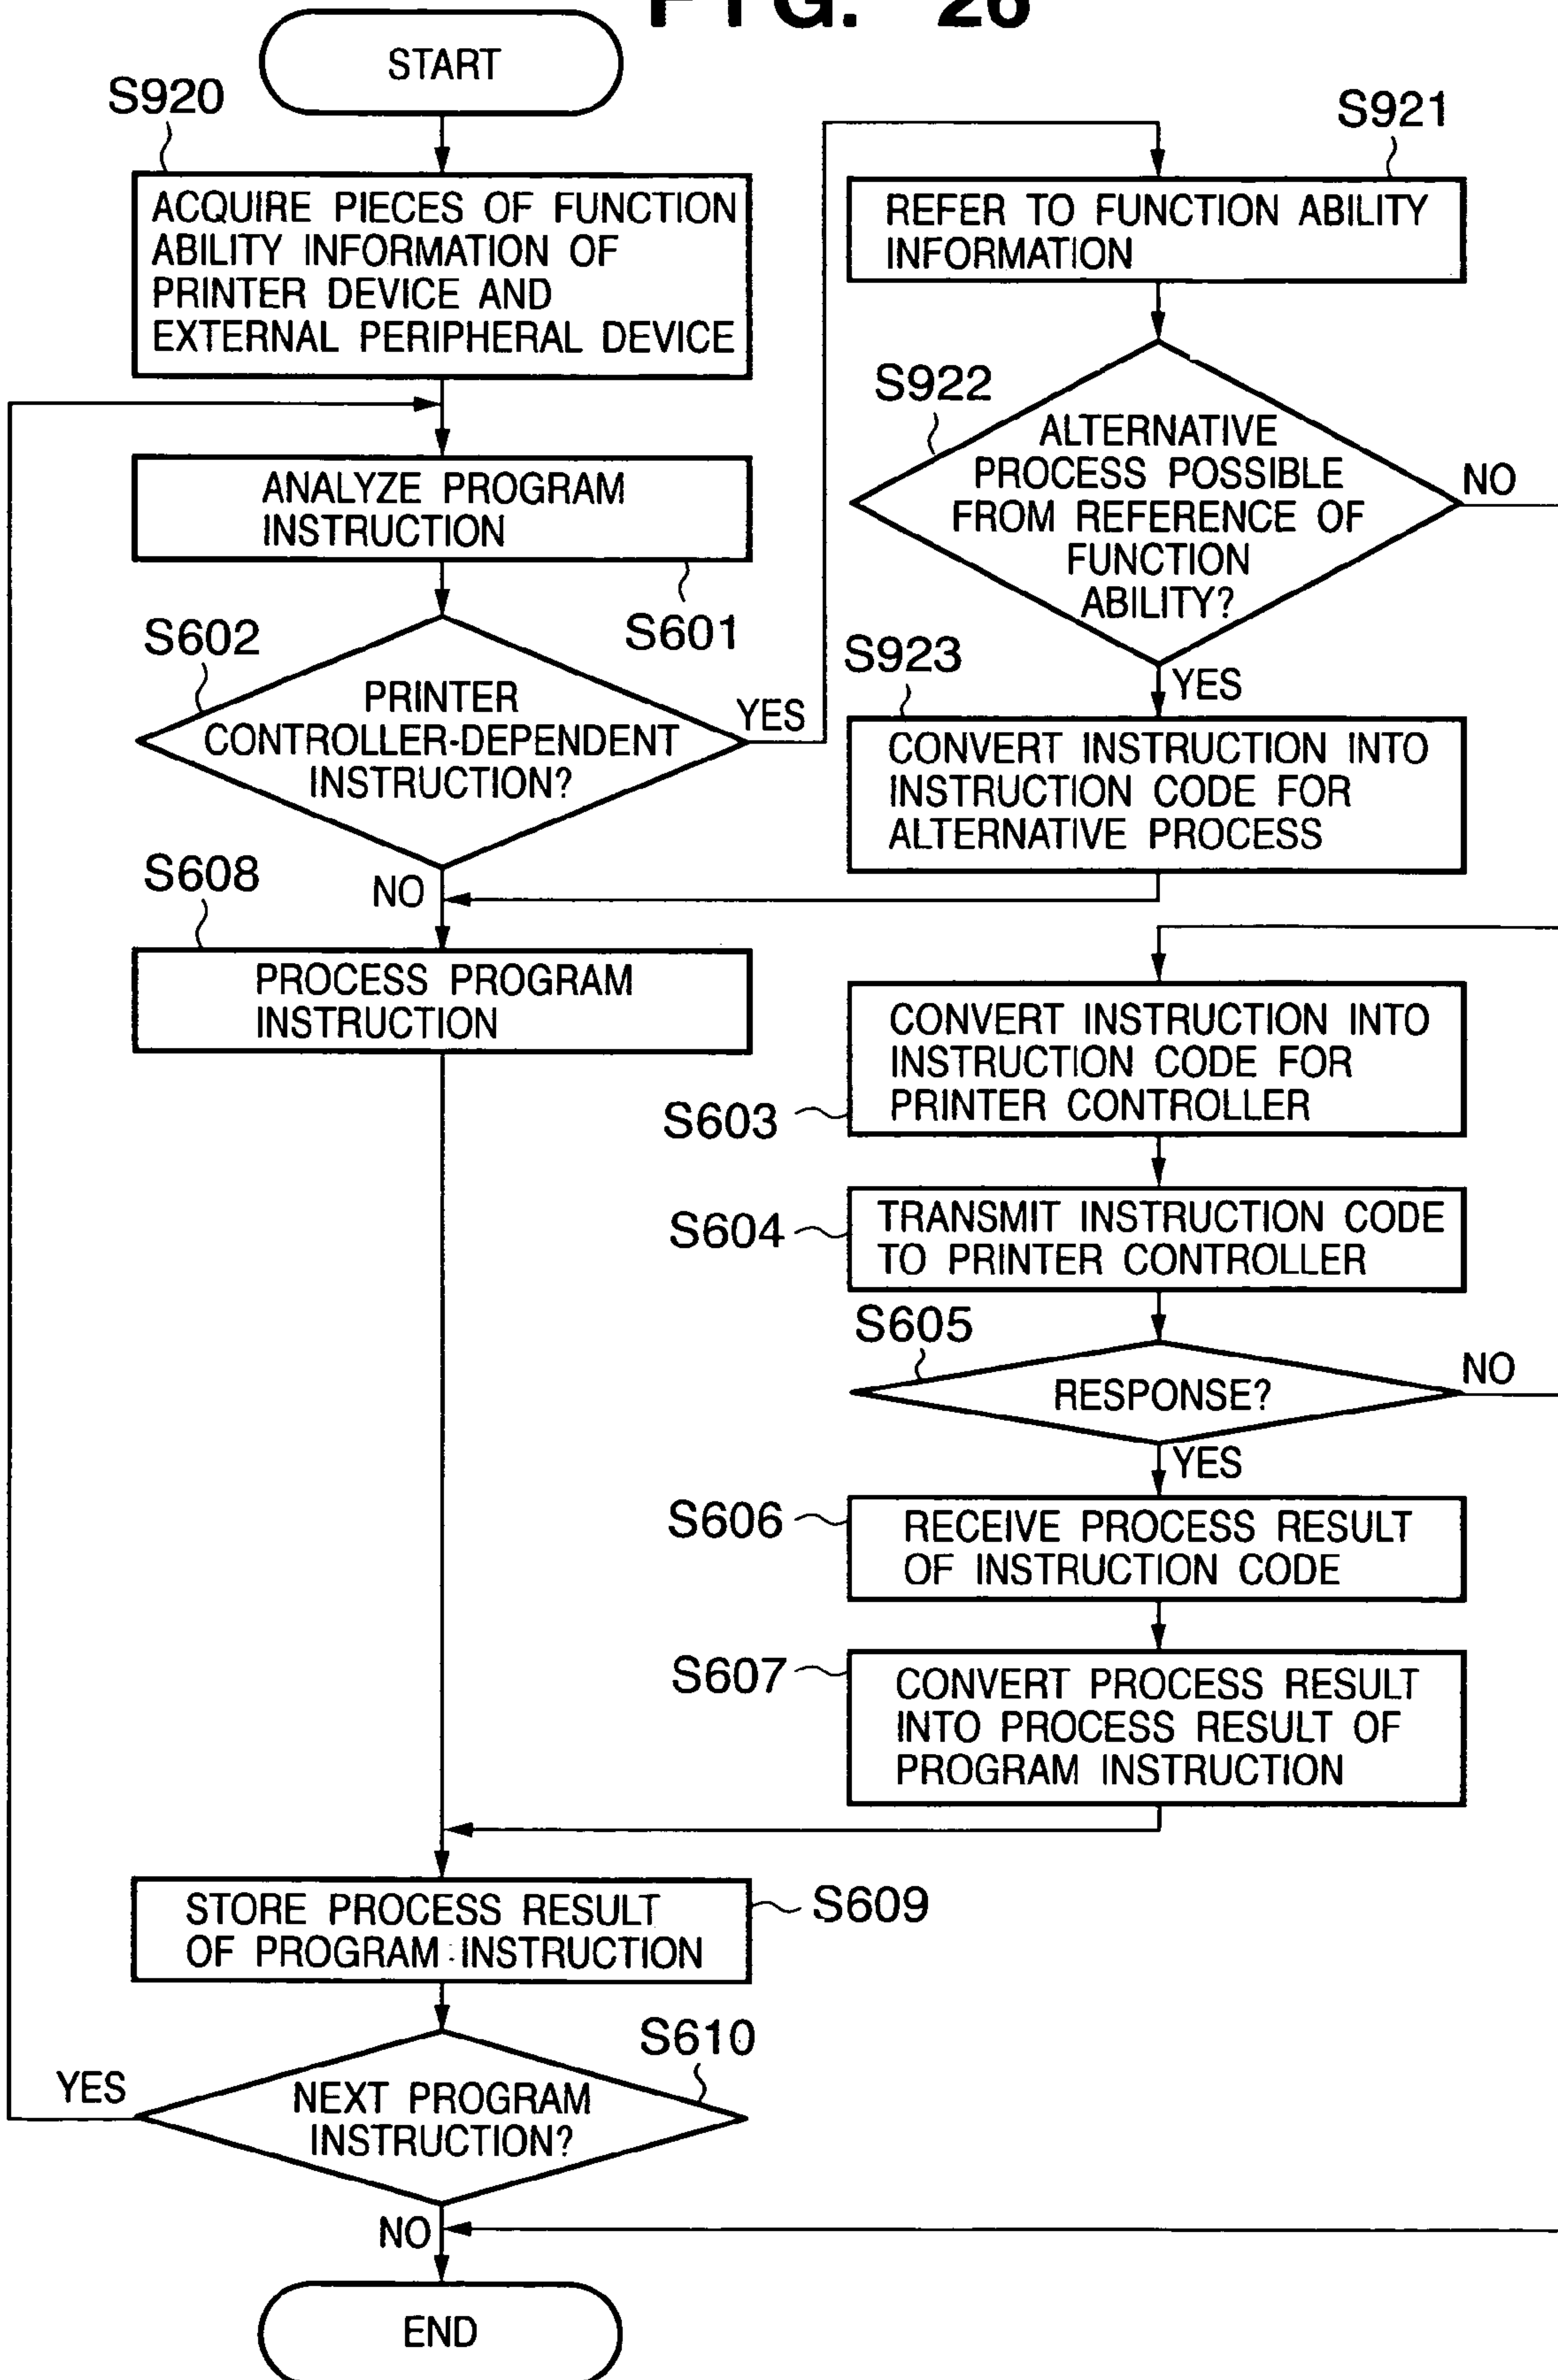 FIG. 26
START
S920
ACQUIRE PIECES OF FUNCTION
ABILITY INFORMATION OF
PRINTER DEVICE AND
EXTERNAL PERIPHERAL DEVICE
ANALYZE PROGRAM
INSTRUCTION
S601
S602
PRINTER
CONTROLLER-DEPENDENT
INSTRUCTION?
YES
NO
S608
PROCESS PROGRAM
INSTRUCTION
S921
REFER TO FUNCTION ABILITY
INFORMATION
S922
ALTERNATIVE
PROCESS POSSIBLE
FROM REFERENCE OF
FUNCTION
ABILITY?
NO
YES
S923
CONVERT INSTRUCTION INTO
INSTRUCTION CODE FOR
ALTERNATIVE PROCESS
CONVERT INSTRUCTION INTO
INSTRUCTION CODE FOR
PRINTER CONTROLLER
S603
TRANSMIT INSTRUCTION CODE
TO PRINTER CONTROLLER
S604
S605
RESPONSE?
NO
YES
S606
RECEIVE PROCESS RESULT
OF INSTRUCTION CODE
S607
CONVERT PROCESS RESULT
INTO PROCESS RESULT OF
PROGRAM INSTRUCTION
STORE PROCESS RESULT
OF PROGRAM INSTRUCTION
S609
S610
NEXT PROGRAM
INSTRUCTION?
YES
NO
END